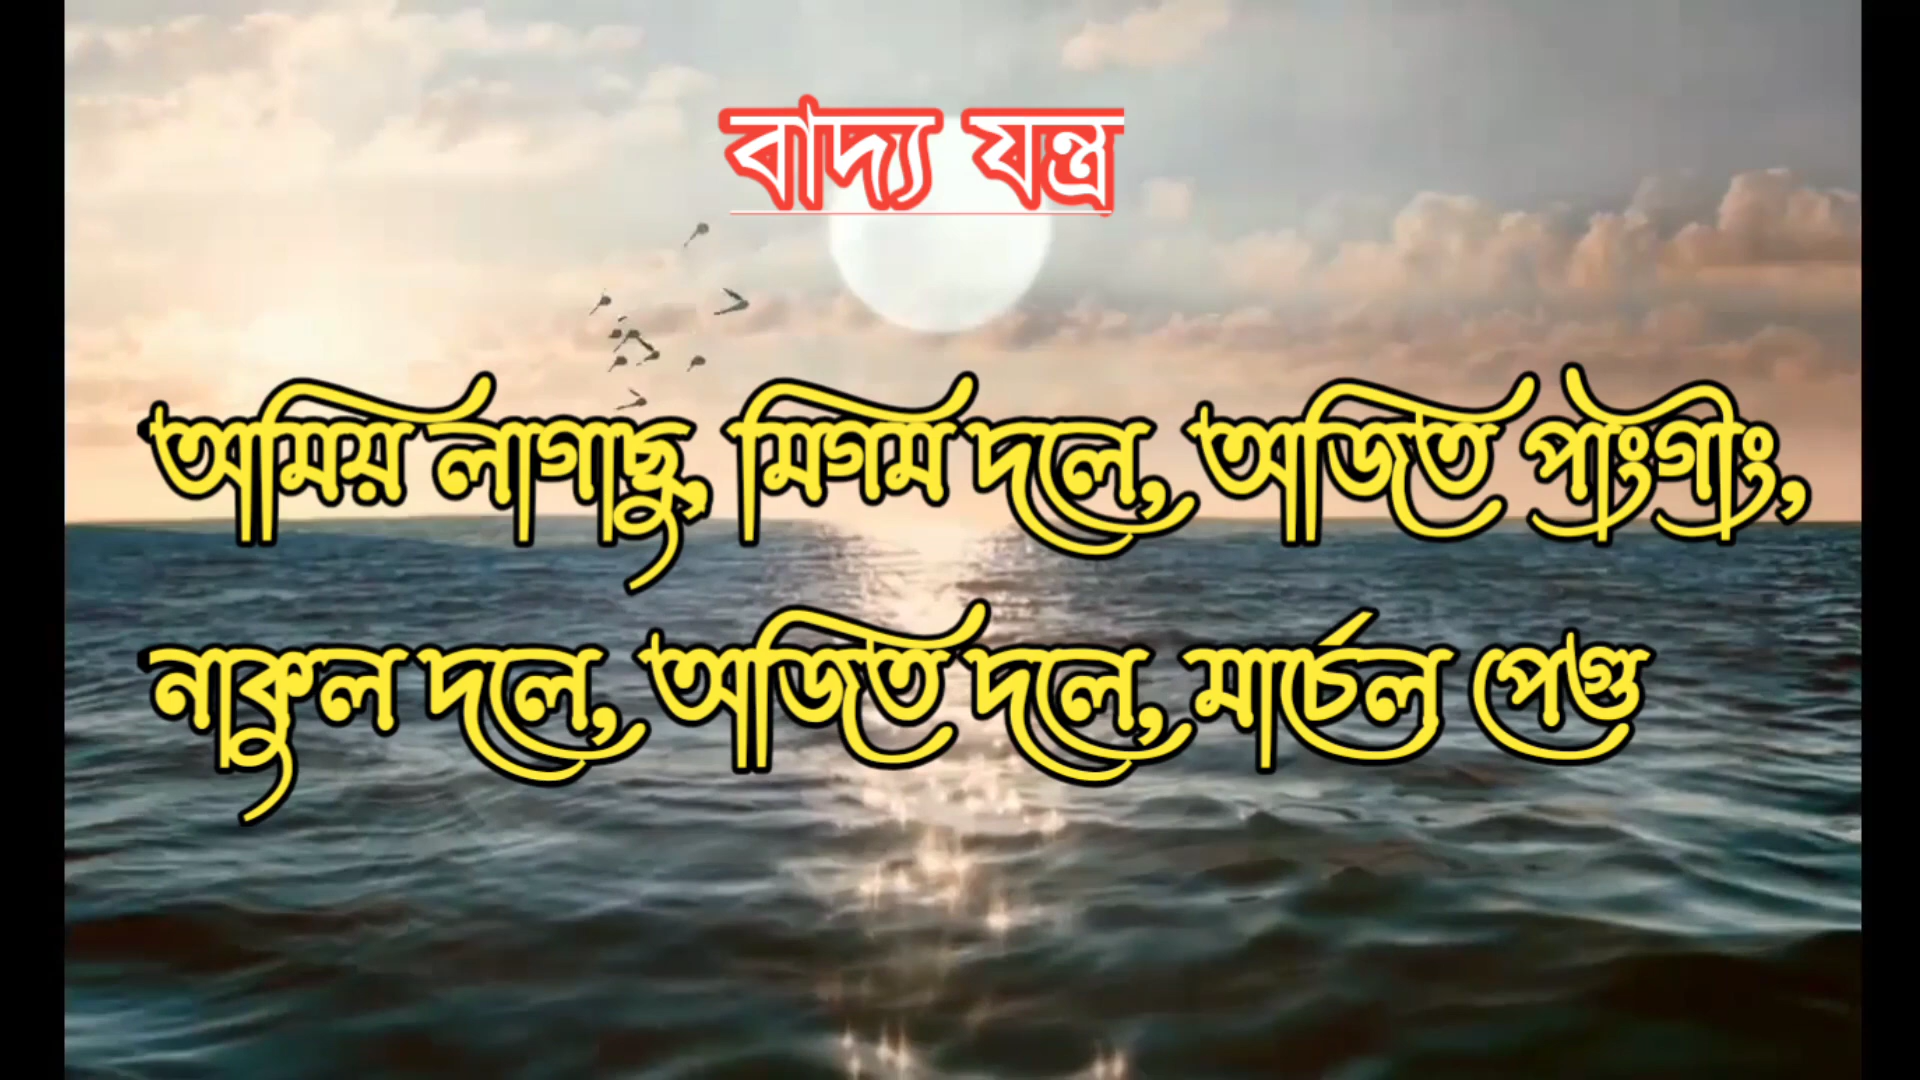 বাদ্য যন্ত্র
অমিয় লাগাছু, মিগম দলে, অজিত পাংগীং,
নাকুল দলে, অজিত দলে, মাৰ্চেল পেগু